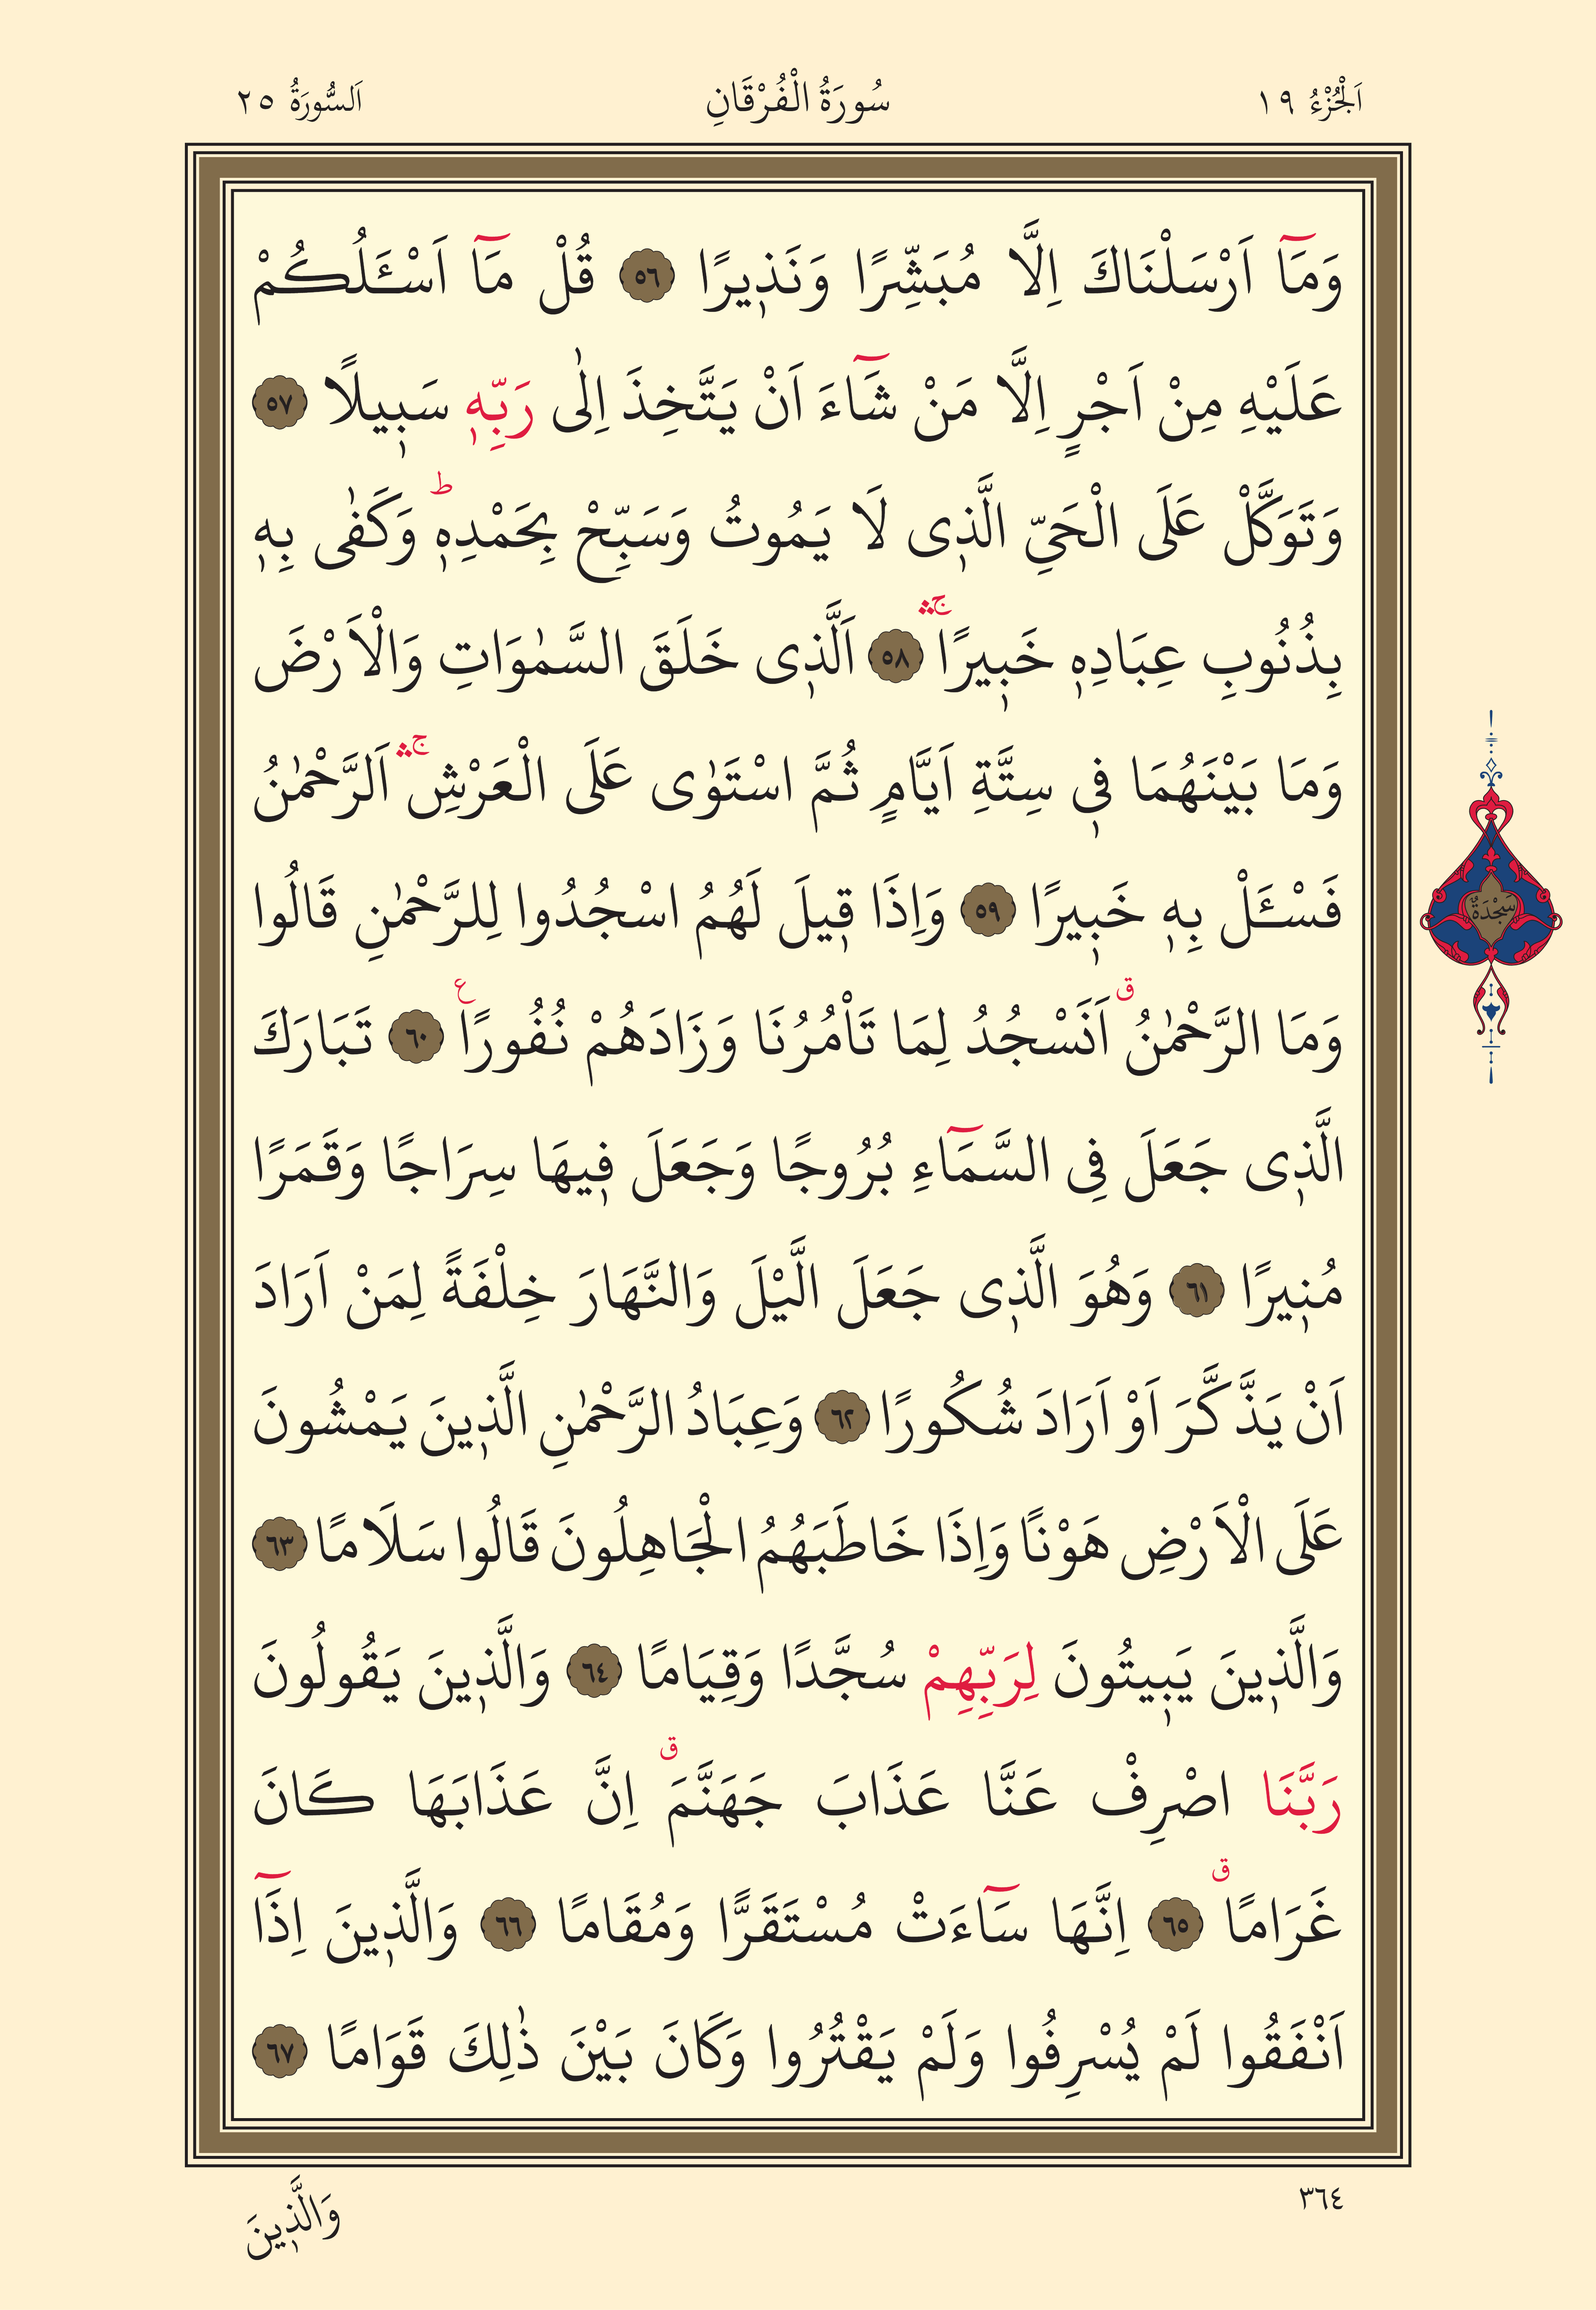 اَلْجُزْءُ ١٩ سُورَةُ الْفُرْقَانِ اَلسُّورَةُ ٢٥
وَمَٓا اَرْسَلْنَاكَ اِلَّا مُبَشِّرًا وَنَذ۪يرًا ﴿٥٦﴾ قُلْ مَٓا اَسْـَٔلُكُمْ
عَلَيْهِ مِنْ اَجْرٍ اِلَّا مَنْ شَٓاءَ اَنْ يَتَّخِذَ اِلٰى رَبِّه۪ سَب۪يلًا ﴿٥٧﴾
وَتَوَكَّلْ عَلَى الْحَيِّ الَّذ۪ى لَا يَمُوتُ وَسَبِّحْ بِحَمْدِه۪ۜ وَكَفٰى بِه۪
بِذُنُوبِ عِبَادِه۪ خَب۪يرًاۚۛ ﴿٥٨﴾ اَلَّذ۪ى خَلَقَ السَّمٰوَاتِ وَالْاَرْضَ
وَمَا بَيْنَهُمَا ف۪ى سِتَّةِ اَيَّامٍ ثُمَّ اسْتَوٰى عَلَى الْعَرْشِۚۛ اَلرَّحْمٰنُ
فَسْـَٔلْ بِه۪ خَب۪يرًا ﴿٥٩﴾ وَاِذَا ق۪يلَ لَهُمُ اسْجُدُوا لِلرَّحْمٰنِ قَالُوا
وَمَا الرَّحْمٰنُࣗ اَنَسْجُدُ لِمَا تَاْمُرُنَا وَزَادَهُمْ نُفُورًاࣖ ﴿٦٠﴾ تَبَارَكَ
الَّذ۪ى جَعَلَ فِى السَّمَٓاءِ بُرُوجًا وَجَعَلَ ف۪يهَا سِرَاجًا وَقَمَرًا
مُن۪يرًا ﴿٦١﴾ وَهُوَ الَّذ۪ى جَعَلَ الَّيْلَ وَالنَّهَارَ خِلْفَةً لِمَنْ اَرَادَ
اَنْ يَذَّكَّرَ اَوْ اَرَادَ شُكُورًا ﴿٦٢﴾ وَعِبَادُ الرَّحْمٰنِ الَّذ۪ينَ يَمْشُونَ
عَلَى الْاَرْضِ هَوْنًا وَاِذَا خَاطَبَهُمُ الْجَاهِلُونَ قَالُوا سَلَامًا ﴿٦٣﴾
وَالَّذ۪ينَ يَب۪يتُونَ لِرَبِّهِمْ سُجَّدًا وَقِيَامًا ﴿٦٤﴾ وَالَّذ۪ينَ يَقُولُونَ
رَبَّنَا اصْرِفْ عَنَّا عَذَابَ جَهَنَّمَࣗ اِنَّ عَذَابَهَا كَانَ
غَرَامًاࣗ ﴿٦٥﴾ اِنَّهَا سَٓاءَتْ مُسْتَقَرًّا وَمُقَامًا ﴿٦٦﴾ وَالَّذ۪ينَ اِذَٓا
اَنْفَقُوا لَمْ يُسْرِفُوا وَلَمْ يَقْتُرُوا وَكَانَ بَيْنَ ذٰلِكَ قَوَامًا ﴿٦٧﴾
سَجْدَةٌ
٣٦٤
وَالَّذ۪ينَ